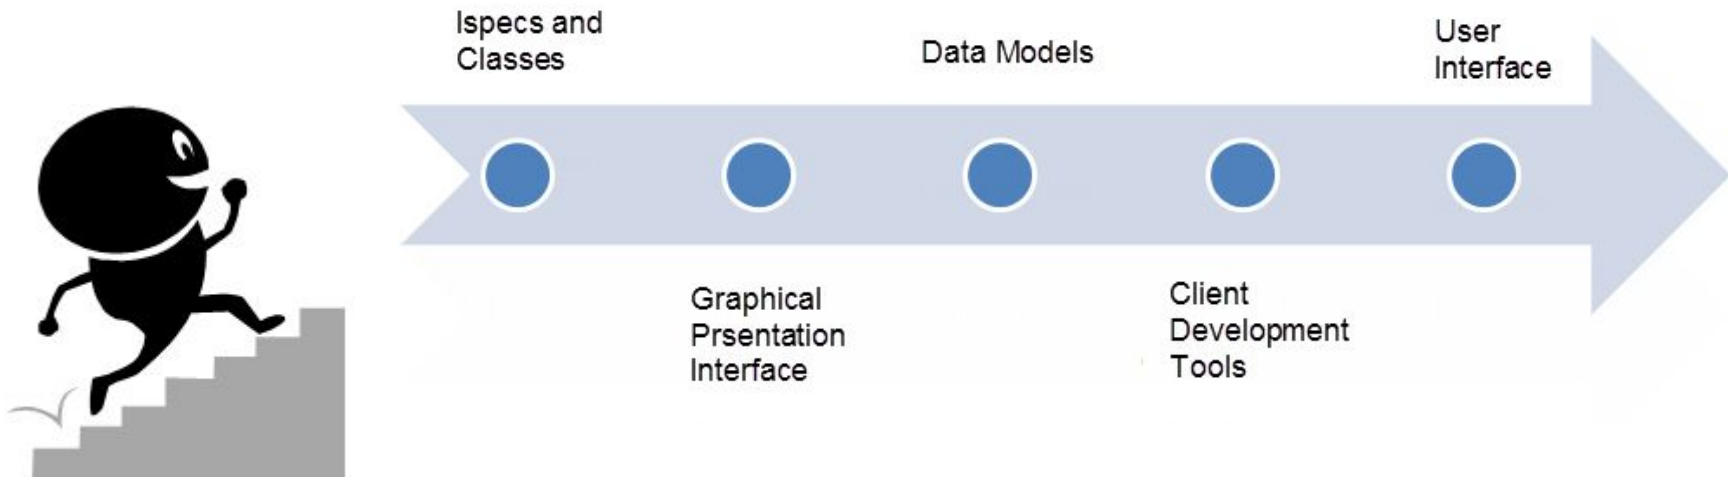 Ispecs and
Classes
Graphical
Prsentation
Interface
Data Models
Client
Development
Tools
User
Interface